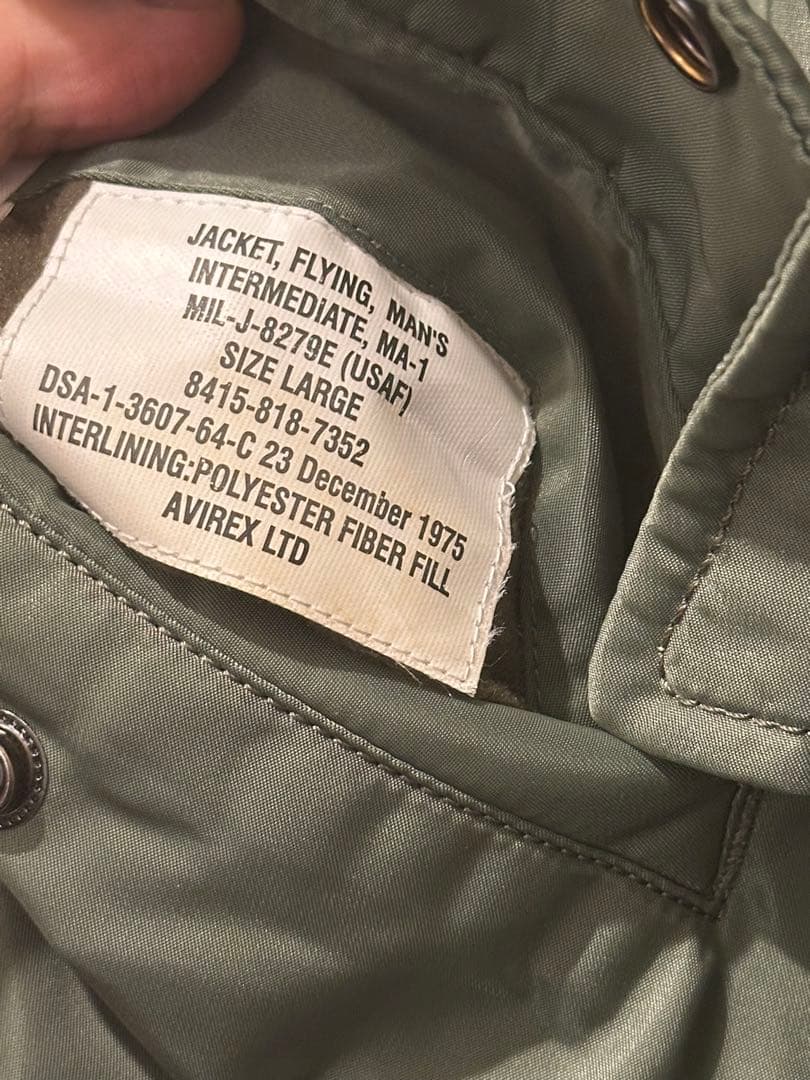 JACKET, FLYING, MAN'S
INTERMEDIATE, MA-1
MIL-J-8279E (USAF)
SIZE LARGE
8415-818-7352
DSA-1-3607-64-C 23 December 1975
INTERLINING:POLYESTER FIBER FILL
AVIREX LTD